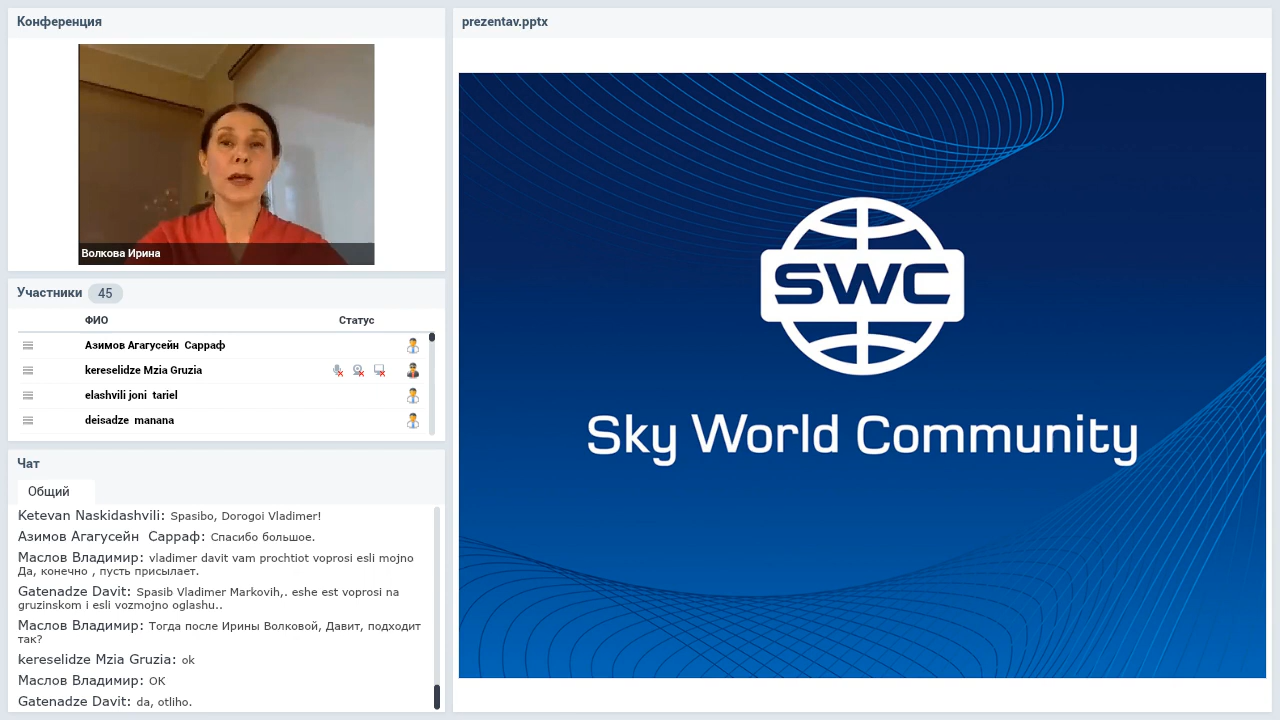 Конференция
Волкова Ирина
Участники 45
ФИО Статус
Азимов Агагусейн Сарраф
kereselidze Mzia Gruzia
elashvili joni tariel
deisadze manana
Чат
Общий
Ketevan Naskidashvili: Spasibo, Dorogoi Vladimer!
Азимов Агагусейн Сарраф: Спасибо большое.
Маслов Владимир: vladimer davit vam prochtiot voprosi esli mojno
Да, конечно , пусть присылает.
Gatenadze Davit: Spasib Vladimer Markovih,. eshe est voprosi na
gruzinskom i esli vozmojno oglashu..
Маслов Владимир: Тогда после Ирины Волковой, Давит, подходит
так?
kereselidze Mzia Gruzia: ok
Маслов Владимир: ОК
Gatenadze Davit: da, otliho.
prezentav.pptx
SWC
Sky World Community